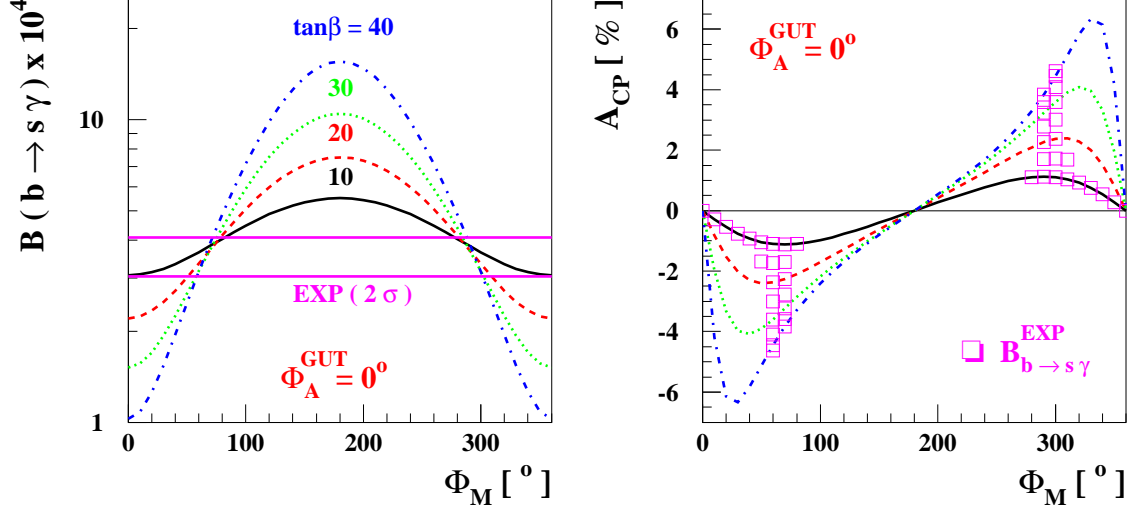 B ( b → s γ ) x 10⁴
10
1
tanβ = 40
30
20
10
EXP ( 2 σ )
Φ_A^GUT = 0°
0
100
200
300
Φ_M [ ° ]
A_CP [ % ]
6
4
2
0
-2
-4
-6
Φ_A^GUT = 0°
B_b → s γ^EXP
0
100
200
300
Φ_M [ ° ]